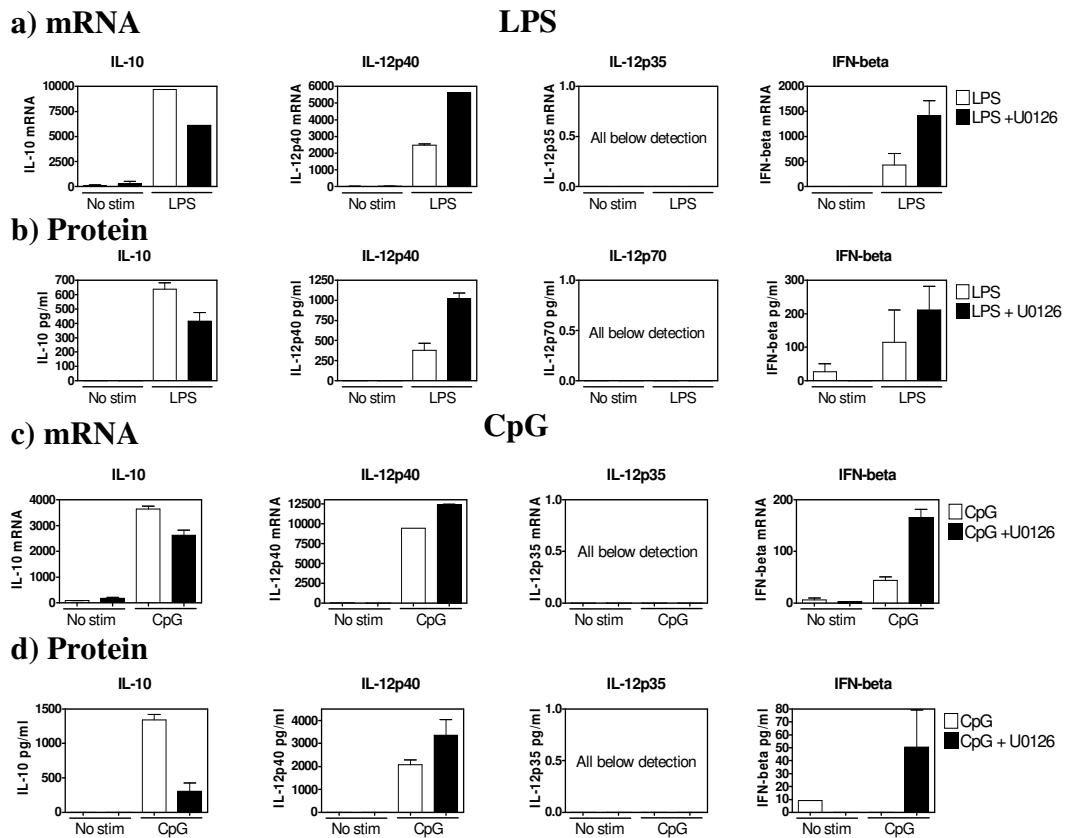 a) mRNA
LPS
IL-10
IL-12p40
IL-12p35
IFN-beta
IL-10 mRNA
10000
7500
5000
2500
0
No stim
LPS
IL-12p40 mRNA
6000
5000
4000
3000
2000
1000
0
No stim
LPS
IL-12p35 mRNA
1.0
0.5
0.0
All below detection
No stim
LPS
IFN-beta mRNA
2000
1500
1000
500
0
No stim
LPS
LPS
LPS +U0126
b) Protein
IL-10
IL-12p40
IL-12p70
IFN-beta
IL-10 pg/ml
700
600
500
400
300
200
100
0
No stim
LPS
IL-12p40 pg/ml
1250
1000
750
500
250
0
No stim
LPS
IL-12p70 pg/ml
1.0
0.5
0.0
All below detection
No stim
LPS
IFN-beta pg/ml
300
200
100
0
No stim
LPS
LPS
LPS + U0126
c) mRNA
CpG
IL-10
IL-12p40
IL-12p35
IFN-beta
IL-10 mRNA
4000
3000
2000
1000
0
No stim
CpG
IL-12p40 mRNA
12500
10000
7500
5000
2500
0
No stim
CpG
IL-12p35 mRNA
1.0
0.5
0.0
All below detection
No stim
CpG
IFN-beta mRNA
200
100
0
No stim
CpG
CpG
CpG +U0126
d) Protein
IL-10
IL-12p40
IL-12p35
IFN-beta
IL-10 pg/ml
1500
1000
500
0
No stim
CpG
IL-12p40 pg/ml
4000
3000
2000
1000
0
No stim
CpG
IL-12p35 pg/ml
1.0
0.5
0.0
All below detection
No stim
CpG
IFN-beta pg/ml
80
70
60
50
40
30
20
10
0
No stim
CpG
CpG
CpG + U0126